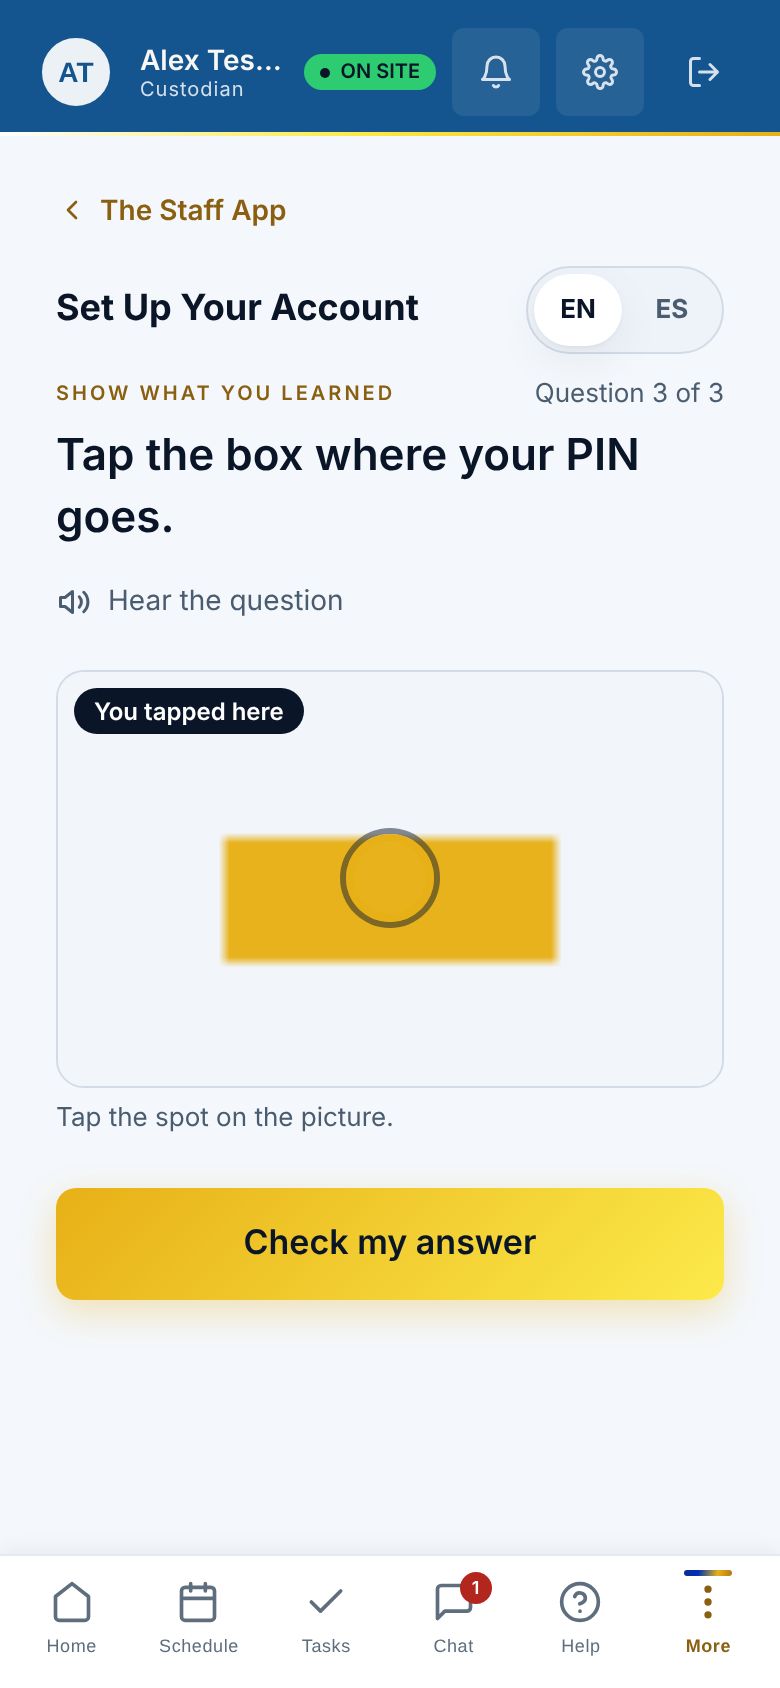 AT
Alex Tes...
Custodian
ON SITE
The Staff App
Set Up Your Account
EN ES
SHOW WHAT YOU LEARNED
Question 3 of 3
Tap the box where your PIN
goes.
Hear the question
You tapped here
Tap the spot on the picture.
Check my answer
1
Home Schedule Tasks Chat Help More